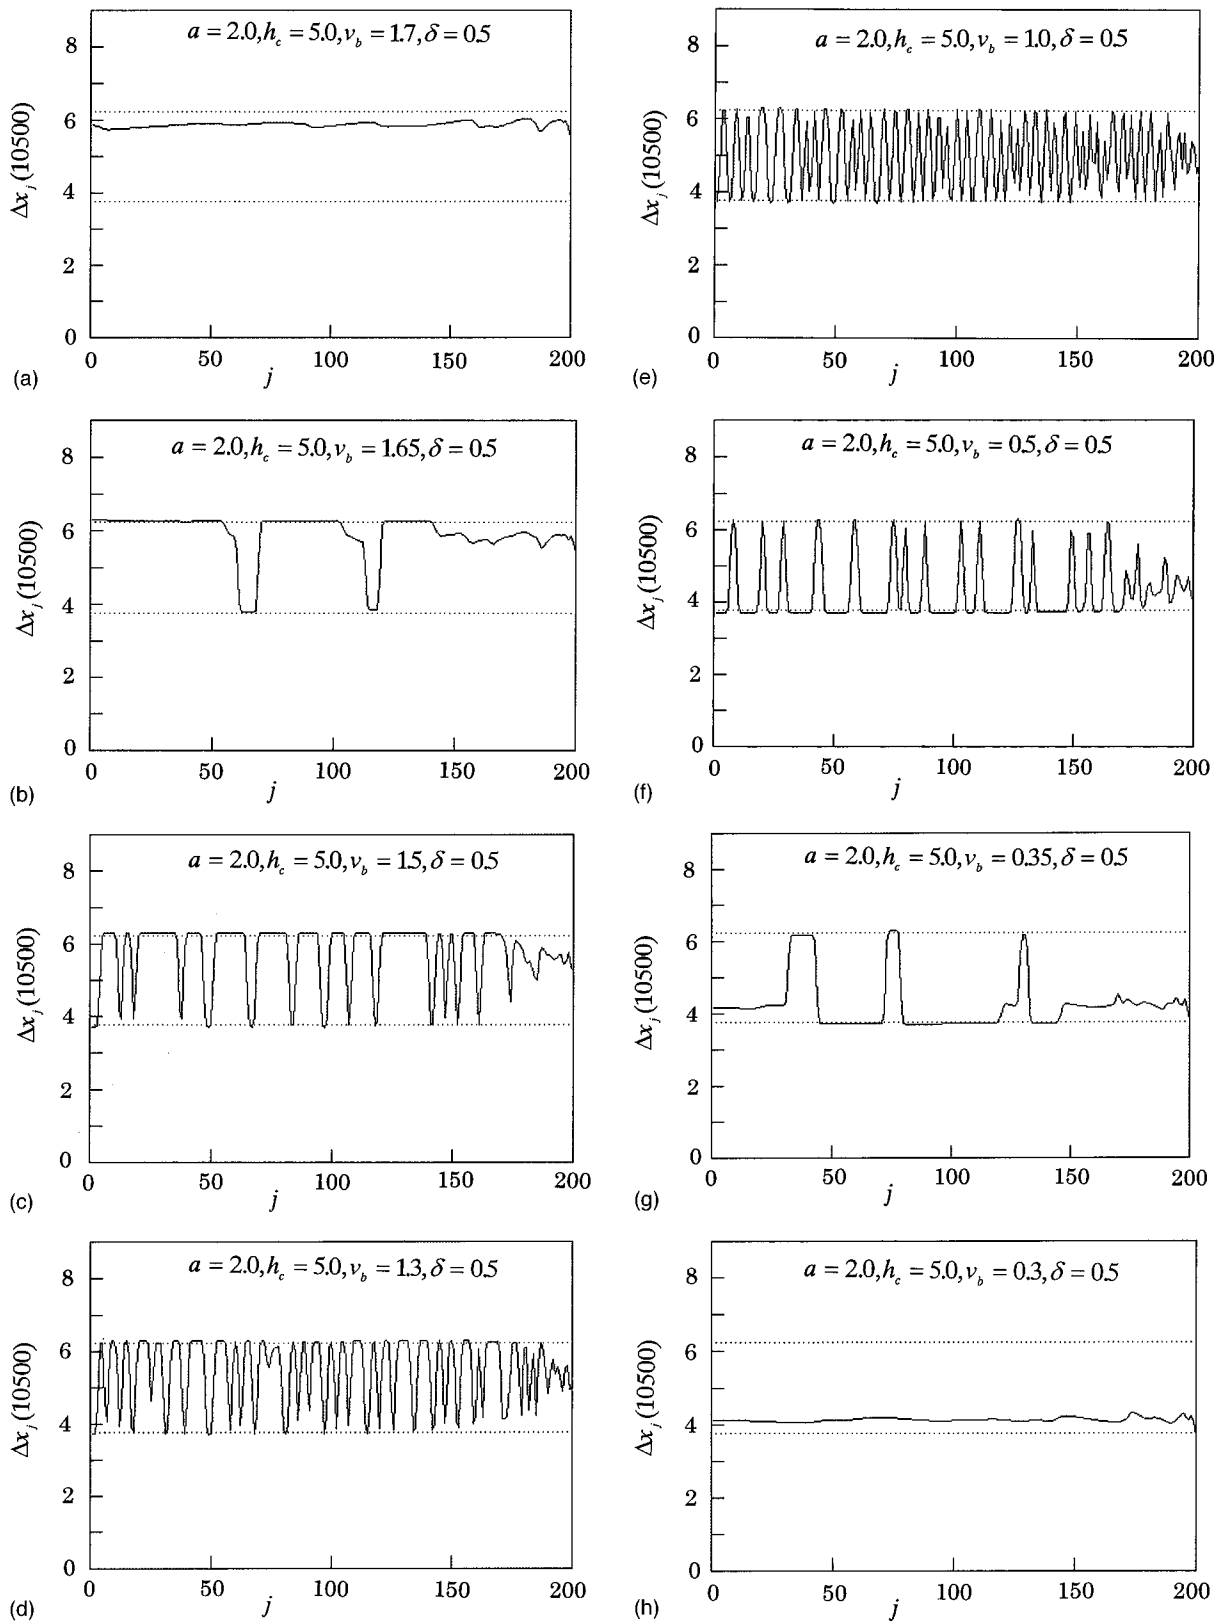 a = 2.0, h_c = 5.0, v_b = 1.7, δ = 0.5
8
6
4
2
0
Δx_j (10500)
0 50 100 150 200
j
(a)
a = 2.0, h_c = 5.0, v_b = 1.65, δ = 0.5
8
6
4
2
0
Δx_j (10500)
0 50 100 150 200
j
(b)
a = 2.0, h_c = 5.0, v_b = 1.5, δ = 0.5
8
6
4
2
0
Δx_j (10500)
0 50 100 150 200
j
(c)
a = 2.0, h_c = 5.0, v_b = 1.3, δ = 0.5
8
6
4
2
0
Δx_j (10500)
0 50 100 150 200
j
(d)
a = 2.0, h_c = 5.0, v_b = 1.0, δ = 0.5
8
6
4
2
0
Δx_j (10500)
0 50 100 150 200
j
(e)
a = 2.0, h_c = 5.0, v_b = 0.5, δ = 0.5
8
6
4
2
0
Δx_j (10500)
0 50 100 150 200
j
(f)
a = 2.0, h_c = 5.0, v_b = 0.35, δ = 0.5
8
6
4
2
0
Δx_j (10500)
0 50 100 150 200
j
(g)
a = 2.0, h_c = 5.0, v_b = 0.3, δ = 0.5
8
6
4
2
0
Δx_j (10500)
0 50 100 150 200
j
(h)